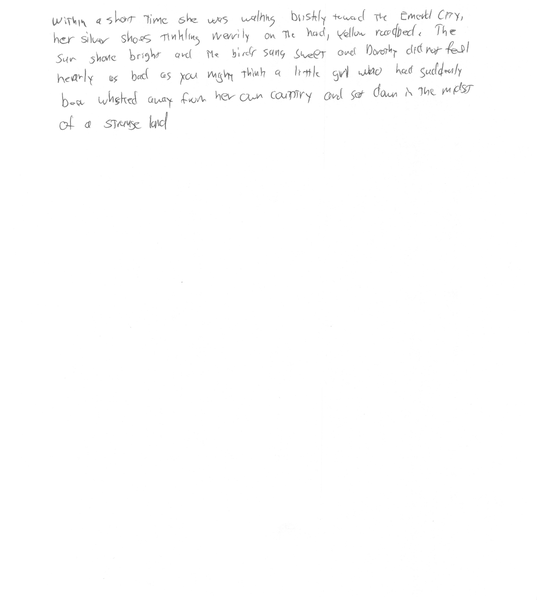 Within a short time she was walking briskly toward the Emerald City,
her silver shoes tinkling merrily on the hard, yellow roadbed. The
sun shone bright and the birds sang sweet and Dorothy did not feel
nearly as bad as you might think a little girl who had suddenly
been whisked away from her own country and set down in the midst
of a strange land